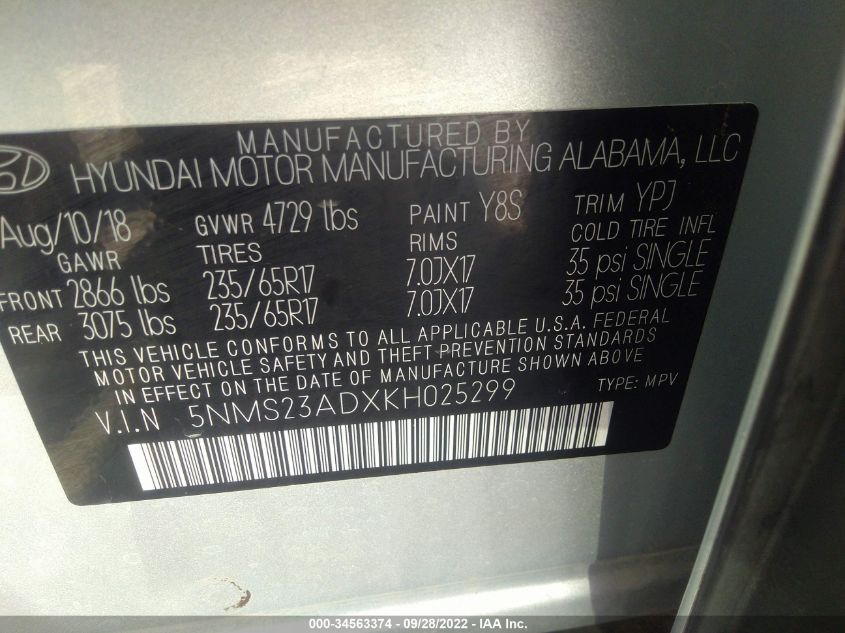 MANUFACTURED BY
HYUNDAI MOTOR MANUFACTURING ALABAMA, LLC
Aug/10/18 GVWR 4729 lbs PAINT Y8S TRIM YPJ
GAWR TIRES RIMS COLD TIRE INFL
FRONT 2866 lbs 235/65R17 7.0JX17 35 psi SINGLE
REAR 3075 lbs 235/65R17 7.0JX17 35 psi SINGLE
THIS VEHICLE CONFORMS TO ALL APPLICABLE U.S.A. FEDERAL
MOTOR VEHICLE SAFETY AND THEFT PREVENTION STANDARDS
IN EFFECT ON THE DATE OF MANUFACTURE SHOWN ABOVE
V.I.N 5NMS23ADXKH025299 TYPE: MPV
000-34563374 - 09/28/2022 - IAA Inc.